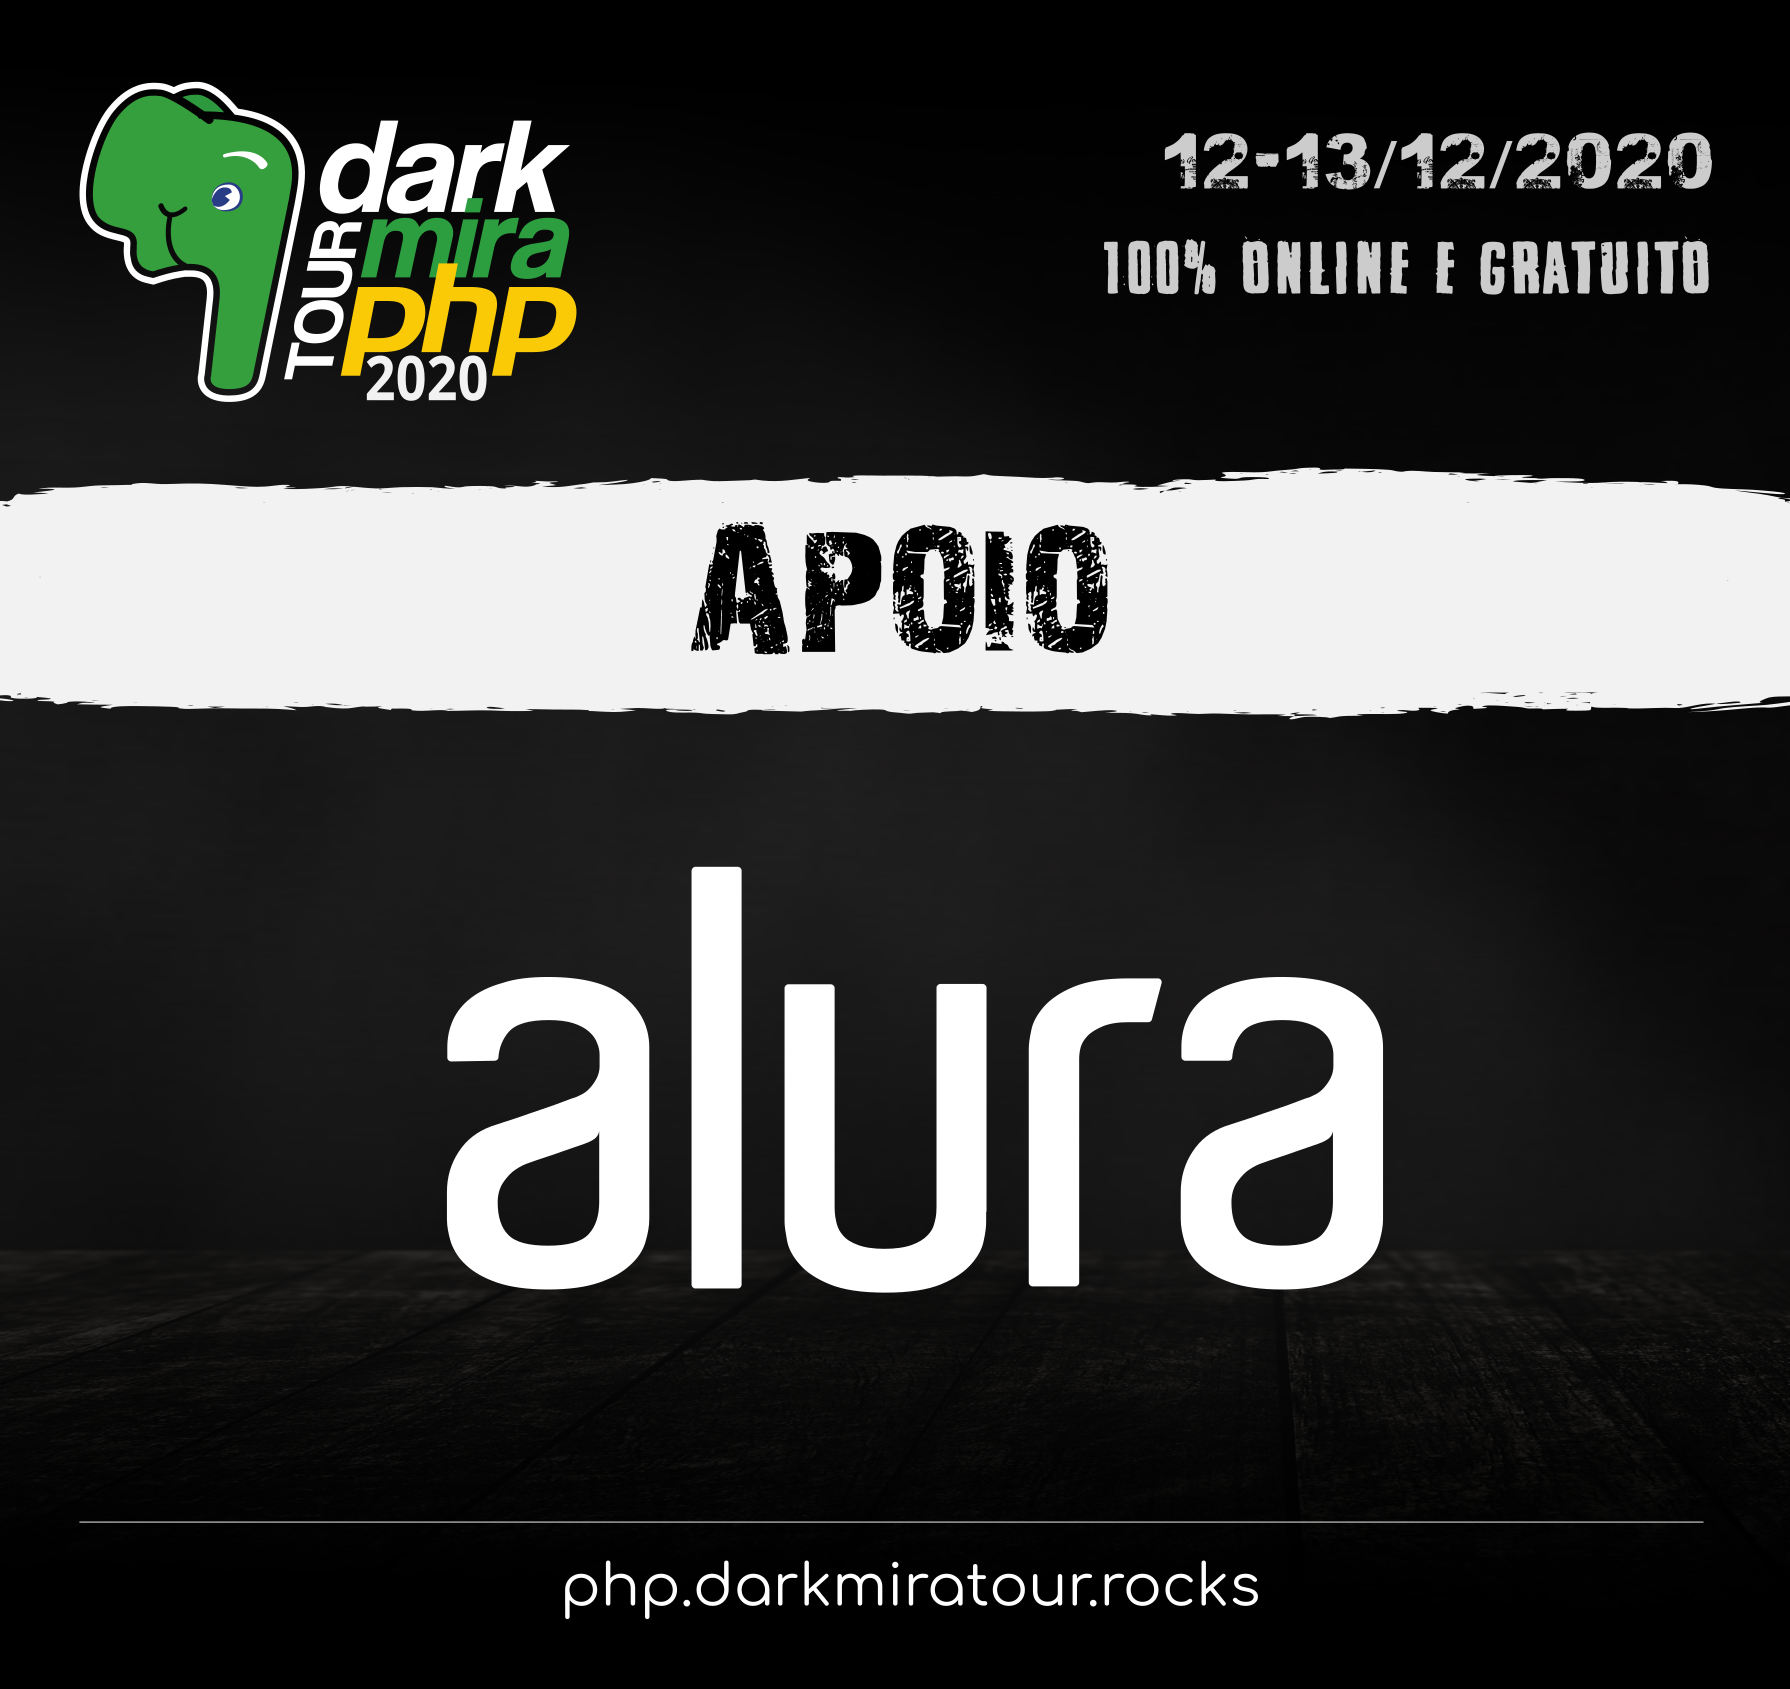 dark
mira
php
TOUR
2020
12-13/12/2020
100% ONLINE E GRATUITO
APOIO
alura
php.darkmiratour.rocks